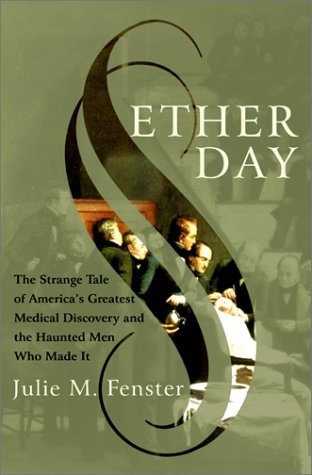 ETHER
DAY
The Strange Tale
of America's Greatest
Medical Discovery and
the Haunted Men
Who Made It
Julie M. Fenster